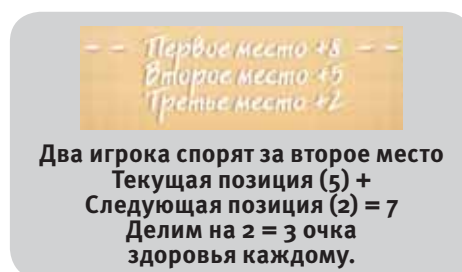 – – Первое место +8 – –
Второе место +5
Третье место +2
Два игрока спорят за второе место
Текущая позиция (5) +
Следующая позиция (2) = 7
Делим на 2 = 3 очка
здоровья каждому.